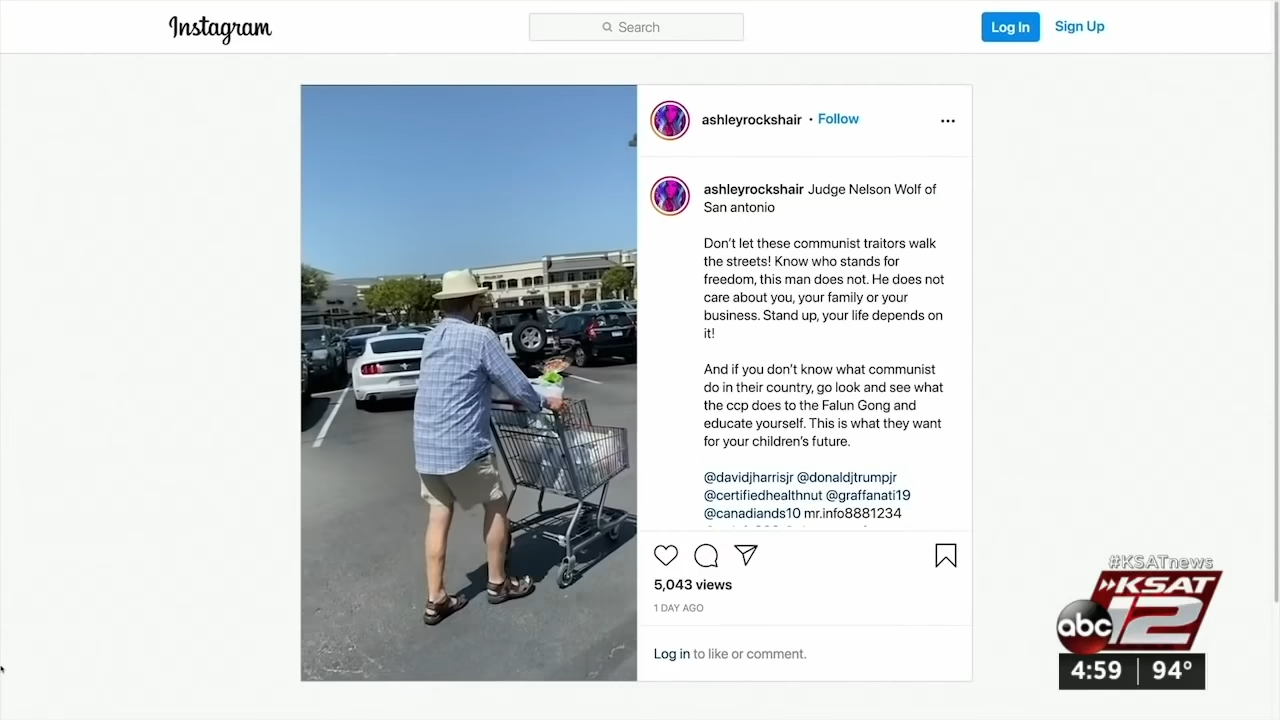 Instagram
Search
Log In
Sign Up
ashleyrockshair • Follow
ashleyrockshair Judge Nelson Wolf of
San antonio
Don't let these communist traitors walk
the streets! Know who stands for
freedom, this man does not. He does not
care about you, your family or your
business. Stand up, your life depends on
it!
And if you don't know what communist
do in their country, go look and see what
the ccp does to the Falun Gong and
educate yourself. This is what they want
for your children's future.
@davidjharrisjr @donaldjtrumpjr
@certifiedhealthnut @graffanati19
@canadiands10 mr.info8881234
5,043 views
1 DAY AGO
Log in to like or comment.
#KSATnews
KSAT
abc 12
4:59 94°